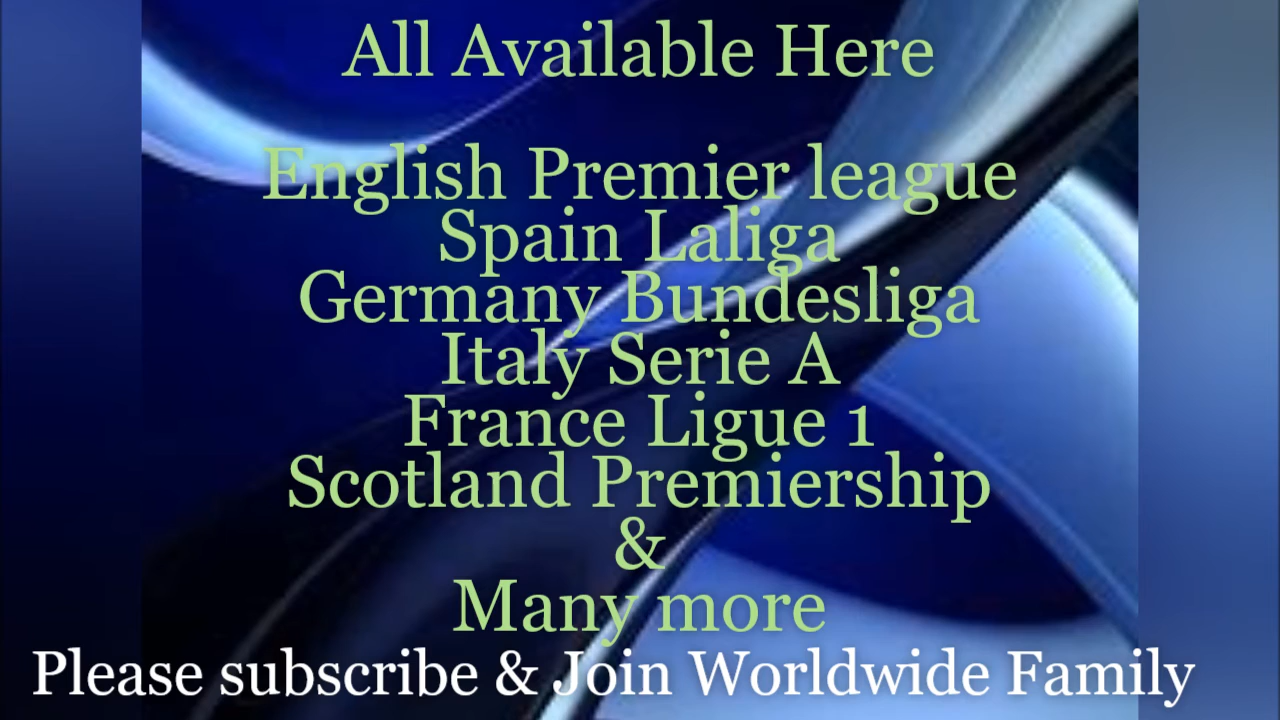 All Available Here
English Premier league
Spain Laliga
Germany Bundesliga
Italy Serie A
France Ligue 1
Scotland Premiership
&
Many more
Please subscribe & Join Worldwide Family